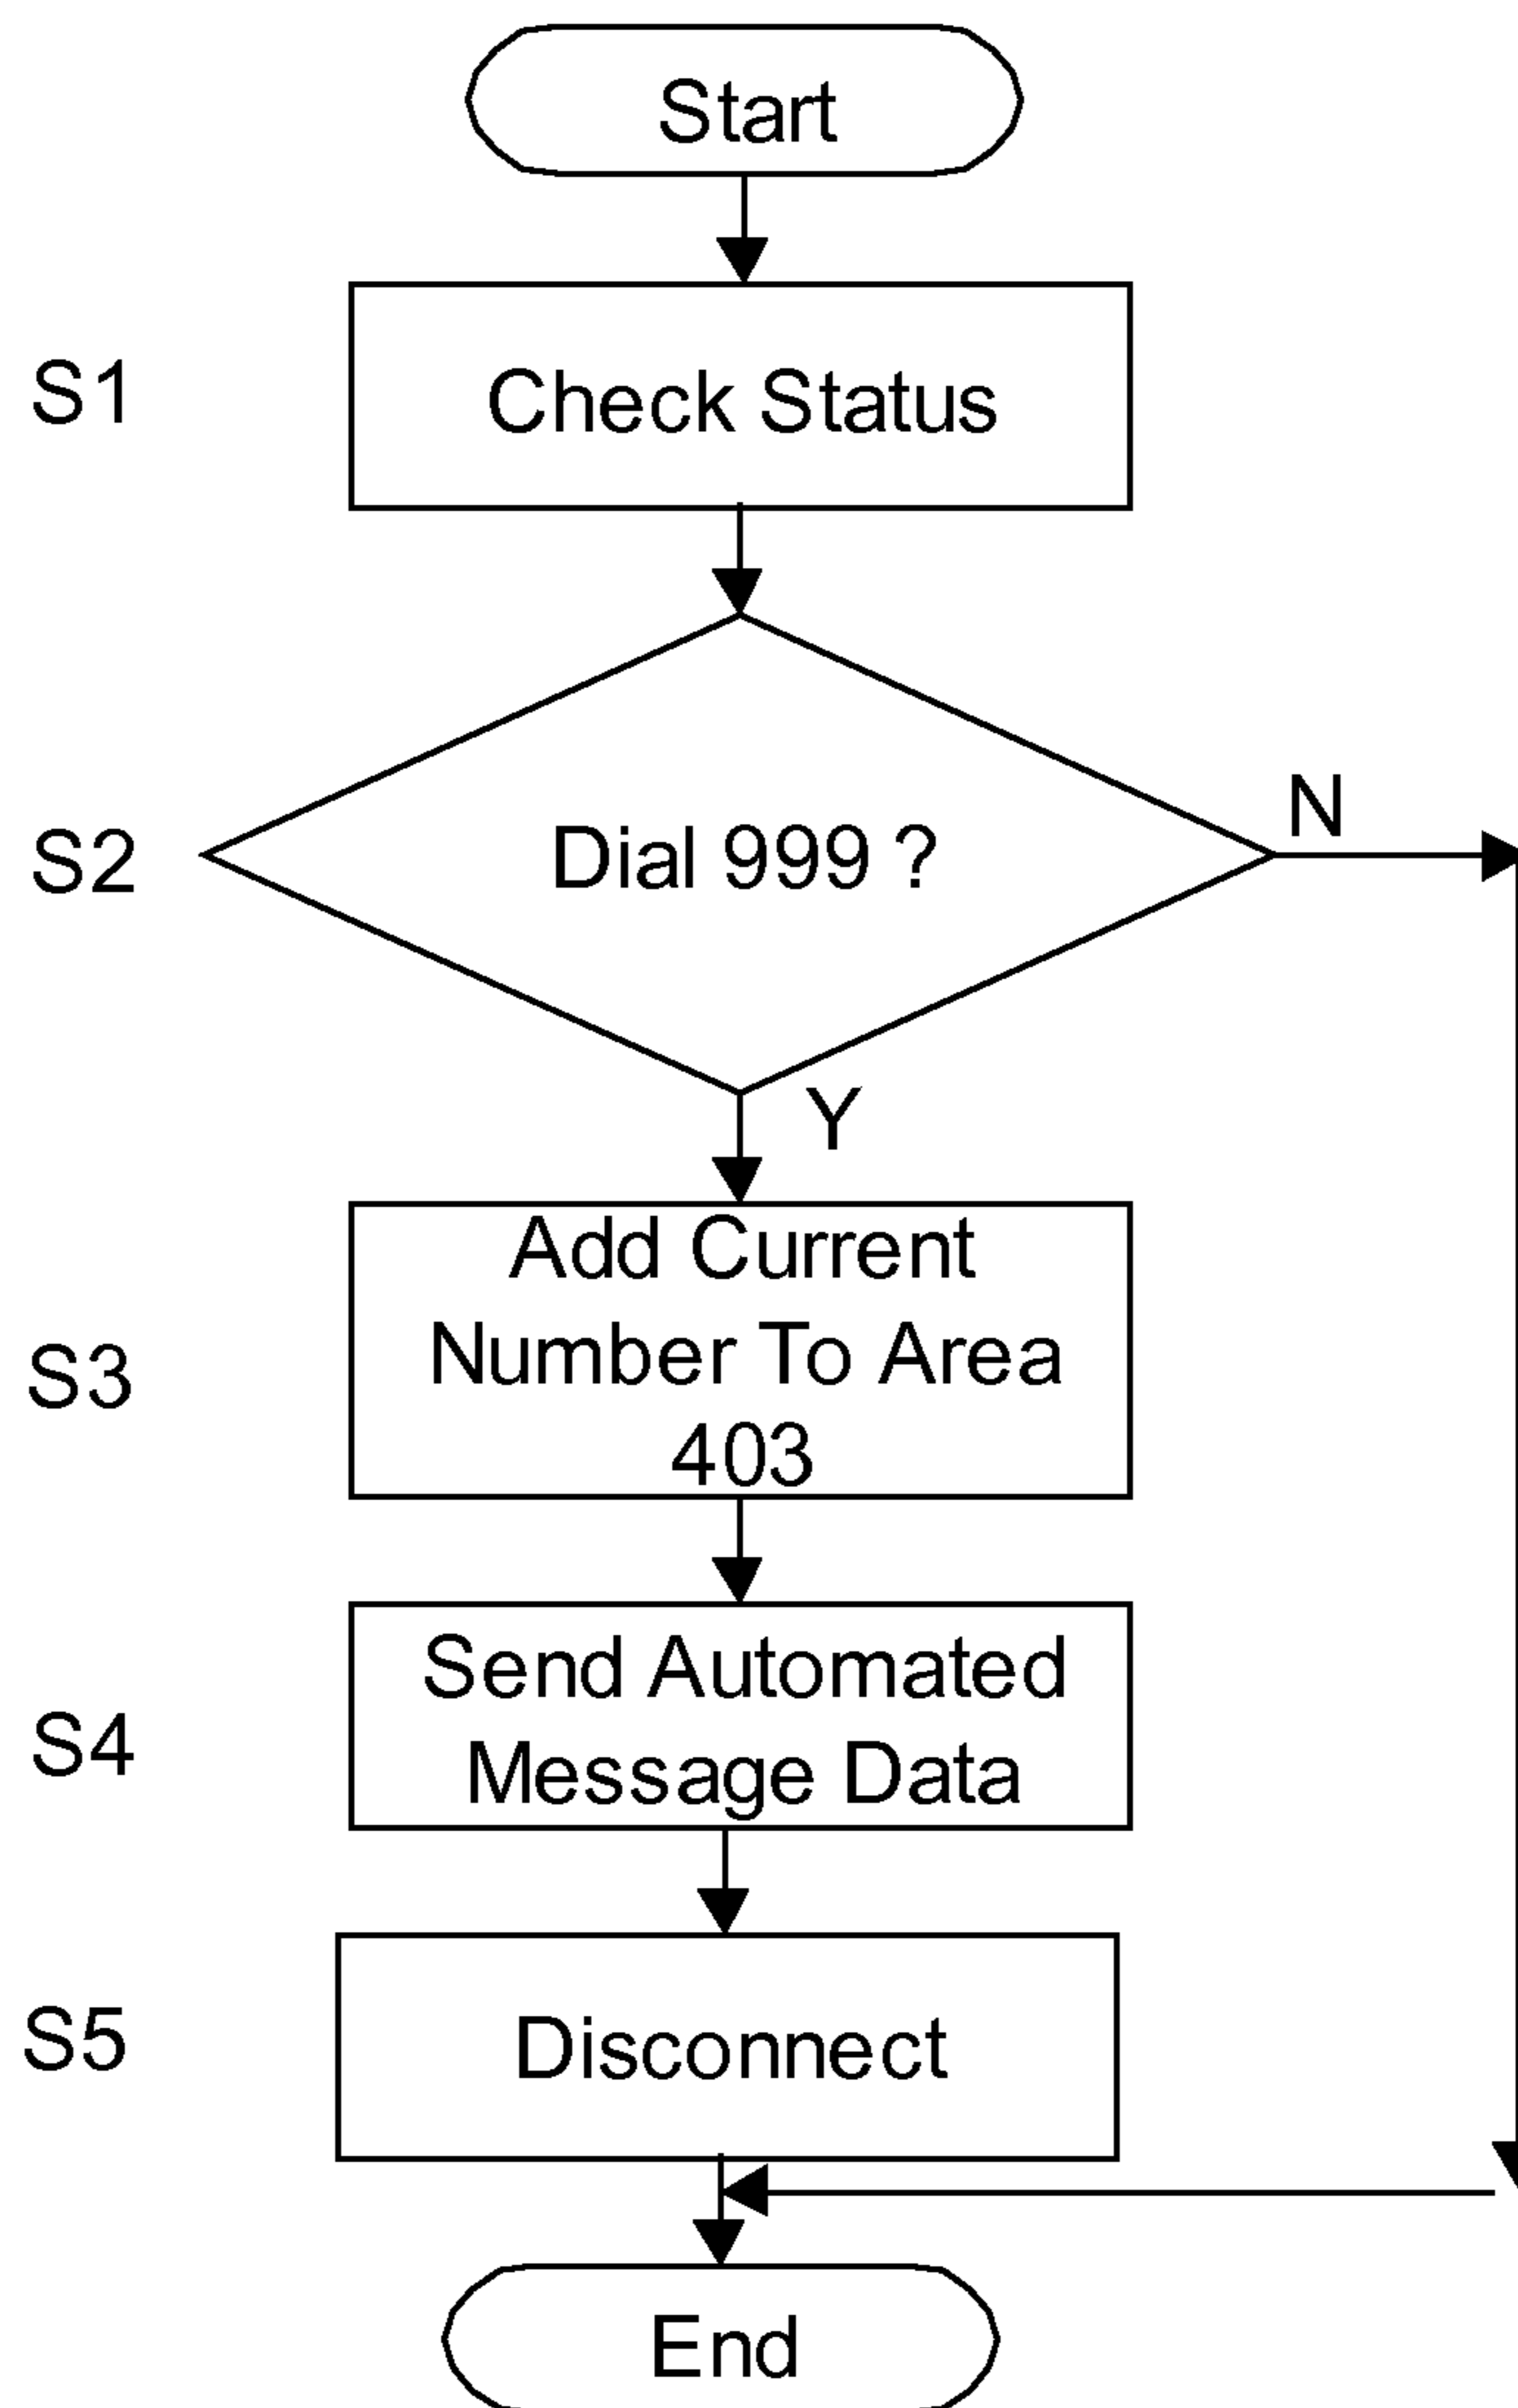 Start
S1
Check Status
S2
Dial 999 ?
N
Y
S3
Add Current
Number To Area
403
S4
Send Automated
Message Data
S5
Disconnect
End